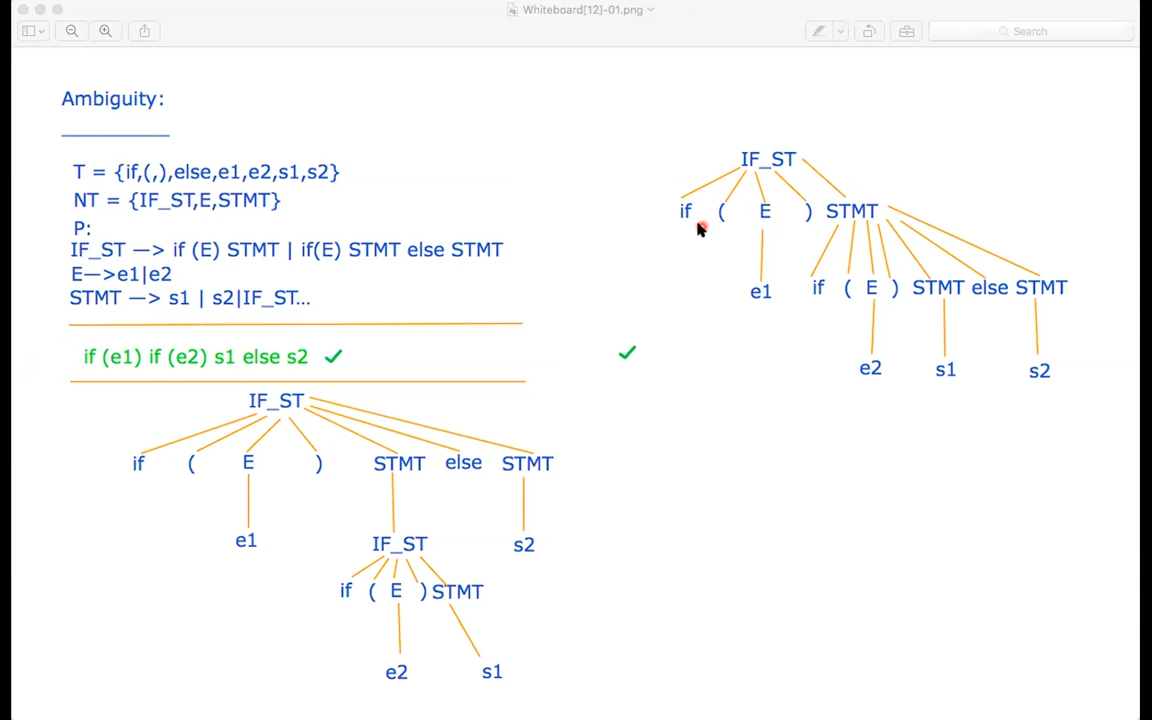 Whiteboard[12]-01.png
Search
Ambiguity:
T = {if,(,),else,e1,e2,s1,s2}
NT = {IF_ST,E,STMT}
P:
IF_ST —> if (E) STMT | if(E) STMT else STMT
E—>e1|e2
STMT —> s1 | s2|IF_ST...
if (e1) if (e2) s1 else s2
IF_ST
if ( E ) STMT else STMT
e1
IF_ST
s2
if ( E ) STMT
e2 s1
IF_ST
if ( E ) STMT
e1
if ( E ) STMT else STMT
e2 s1 s2